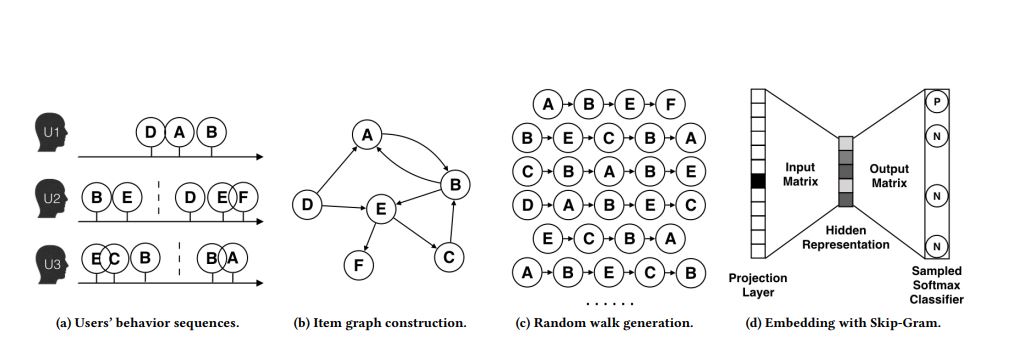 U1
D A B
U2
B E D E F
U3
E C B B A
(a) Users' behavior sequences.
A
B
D
E
F
C
(b) Item graph construction.
A B E F
B E C B A
C B A B E
D A B E C
E C B A
A B E C B
......
(c) Random walk generation.
Input
Matrix
Output
Matrix
Hidden
Representation
Projection
Layer
P
N
N
N
Sampled
Softmax
Classifier
(d) Embedding with Skip-Gram.